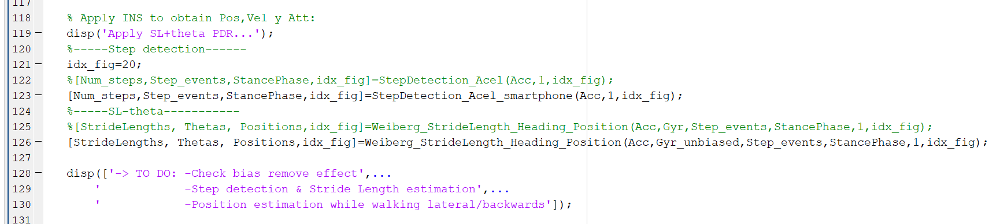 117
118 % Apply INS to obtain Pos,Vel y Att:
119 − disp('Apply SL+theta PDR...');
120 %-----Step detection------
121 − idx_fig=20;
122 %[Num_steps,Step_events,StancePhase,idx_fig]=StepDetection_Acel(Acc,1,idx_fig);
123 − [Num_steps,Step_events,StancePhase,idx_fig]=StepDetection_Acel_smartphone(Acc,1,idx_fig);
124 %-----SL-theta-----------
125 %[StrideLengths, Thetas, Positions,idx_fig]=Weiberg_StrideLength_Heading_Position(Acc,Gyr,Step_events,StancePhase,1,idx_fig);
126 − [StrideLengths, Thetas, Positions,idx_fig]=Weiberg_StrideLength_Heading_Position(Acc,Gyr_unbiased,Step_events,StancePhase,1,idx_fig);
127
128 − disp(['-> TO DO: -Check bias remove effect',...
129 '            -Step detection & Stride Length estimation',...
130 '            -Position estimation while walking lateral/backwards']);
131